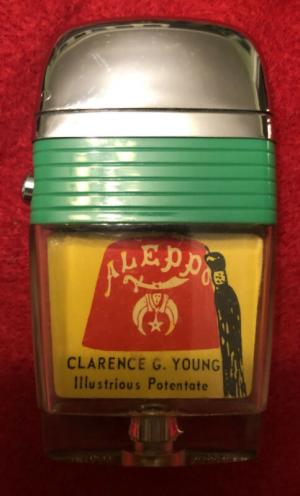 ALEPPO
CLARENCE G. YOUNG
Illustrious Potentate